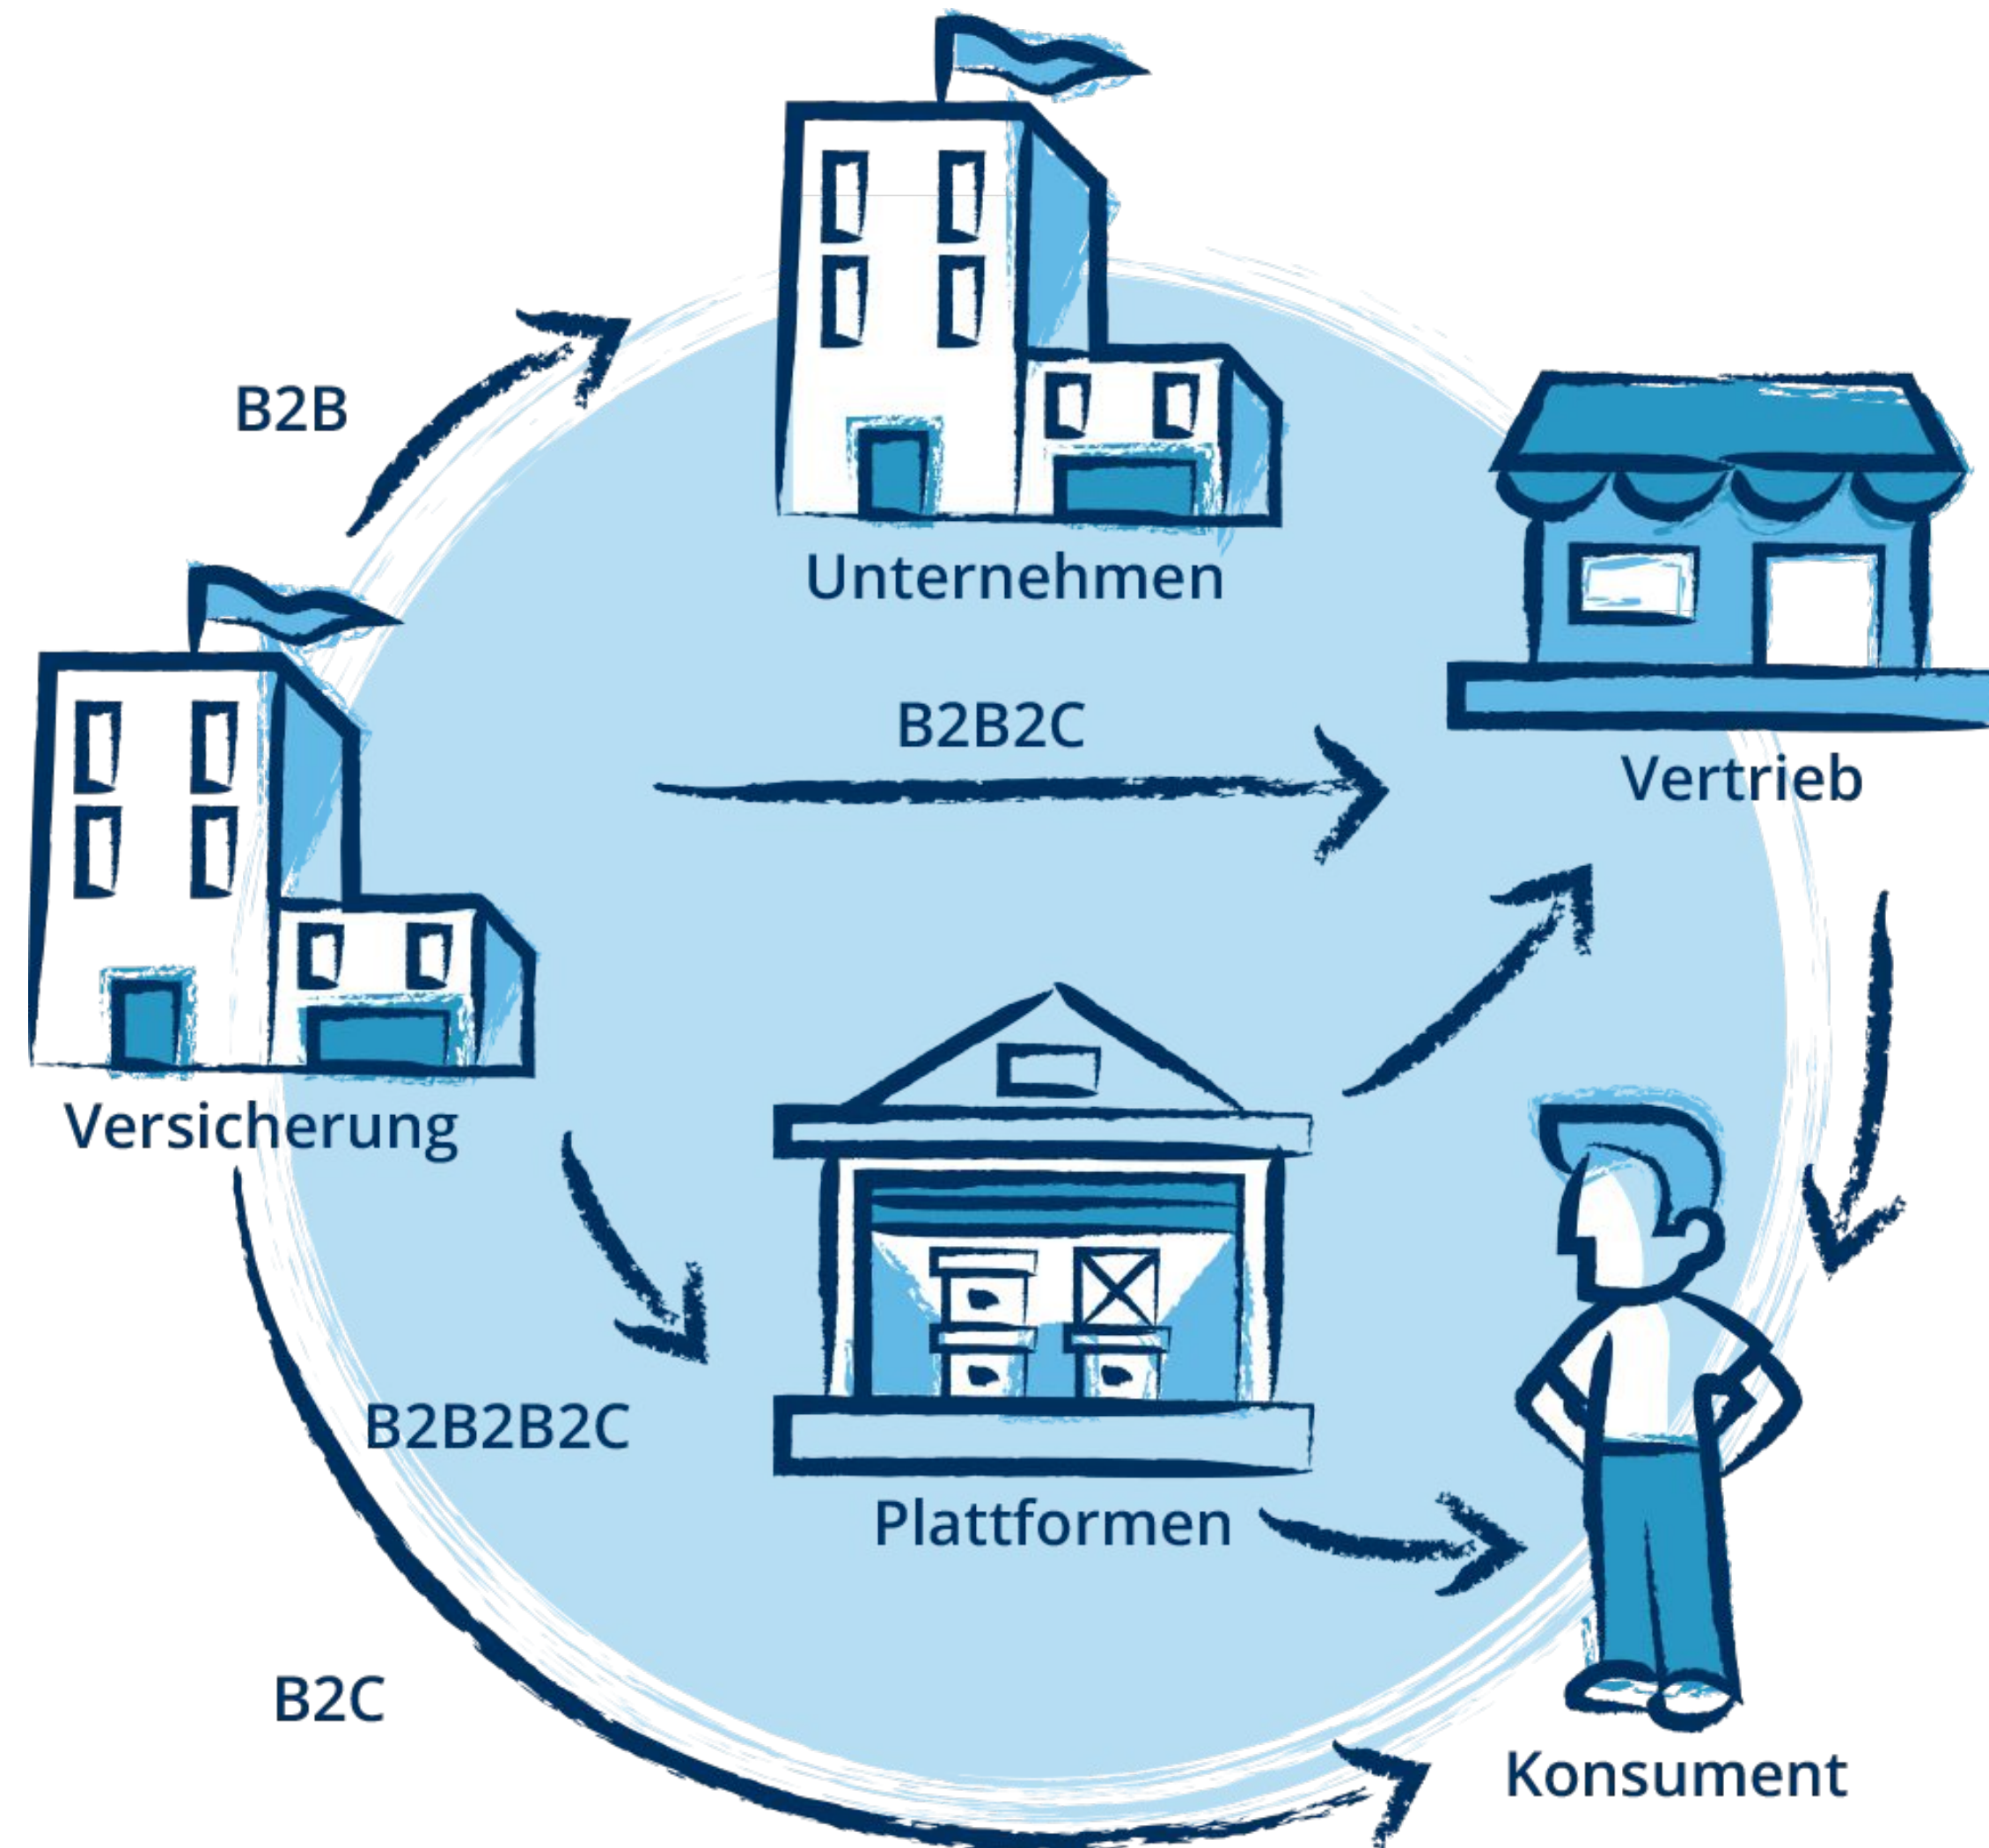 B2B
Unternehmen
B2B2C
Vertrieb
Versicherung
B2B2B2C
Plattformen
B2C
Konsument